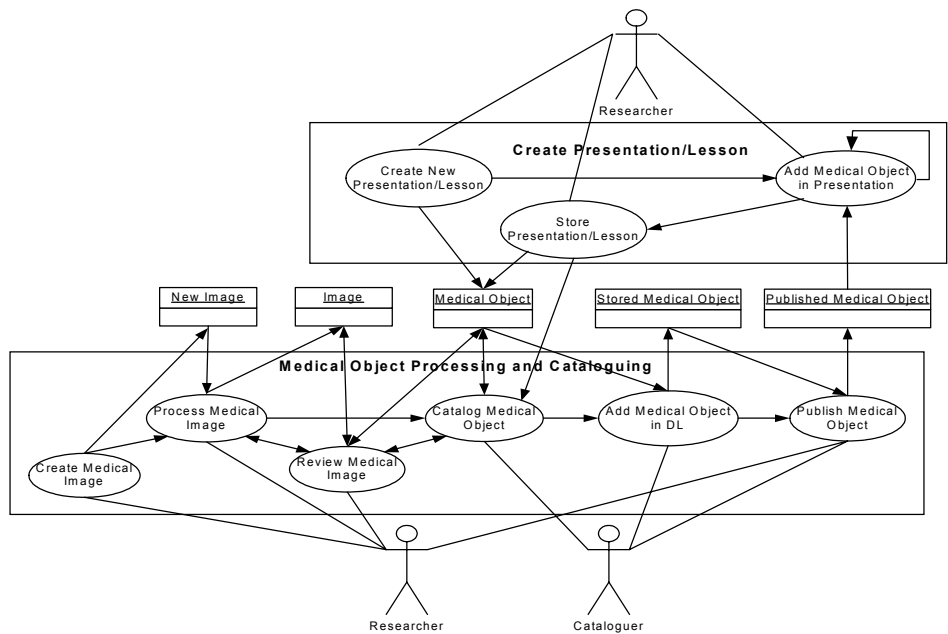 Researcher
Create Presentation/Lesson
Create New
Presentation/Lesson
Add Medical Object
in Presentation
Store
Presentation/Lesson
New Image
Image
Medical Object
Stored Medical Object
Published Medical Object
Medical Object Processing and Cataloguing
Process Medical
Image
Catalog Medical
Object
Add Medical Object
in DL
Publish Medical
Object
Create Medical
Image
Review Medical
Image
Researcher
Cataloguer